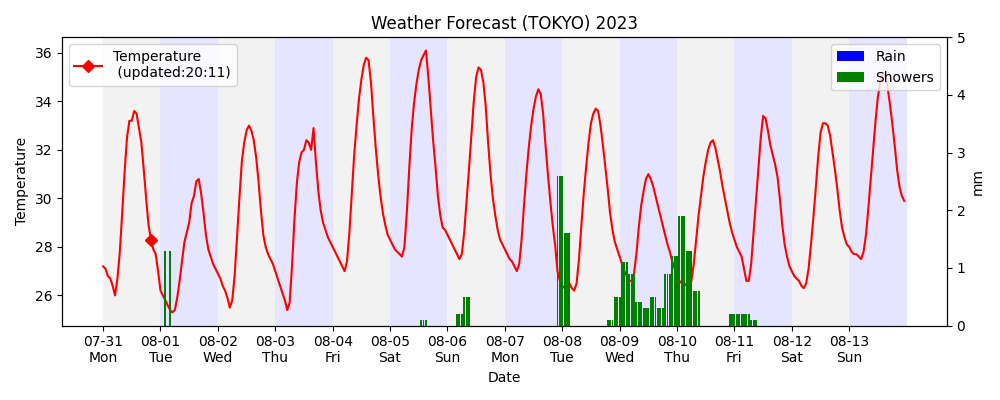 Weather Forecast (TOKYO) 2023
Temperature
(updated:20:11)
Rain
Showers
36
34
32
30
28
26
Temperature
5
4
3
2
1
0
mm
07-31 08-01 08-02 08-03 08-04 08-05 08-06 08-07 08-08 08-09 08-10 08-11 08-12 08-13
Mon Tue Wed Thu Fri Sat Sun Mon Tue Wed Thu Fri Sat Sun
Date